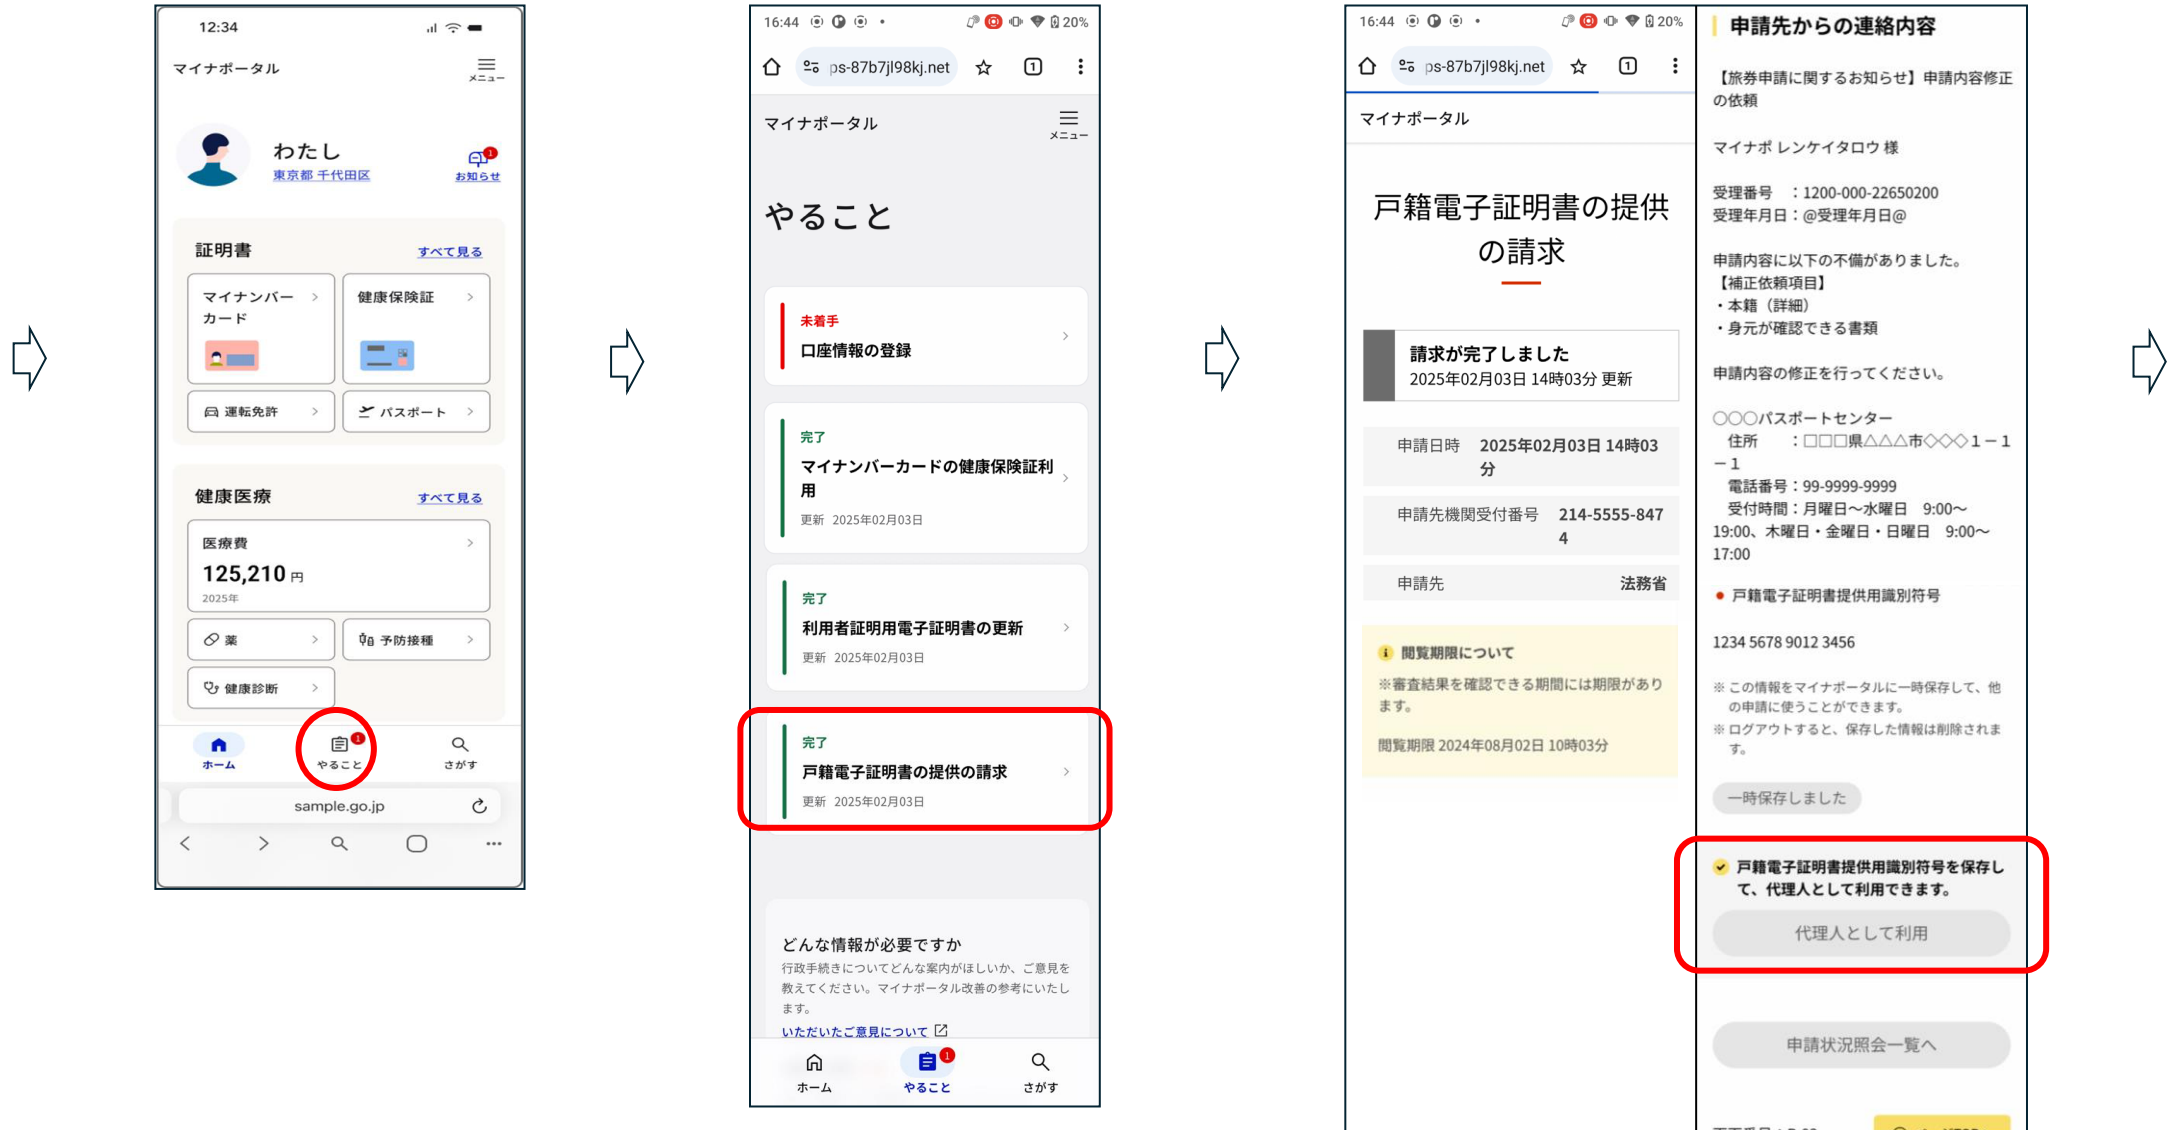 12:34
マイナポータル
メニュー
わたし
東京都 千代田区
1
お知らせ
証明書
すべて見る
マイナンバー
カード
健康保険証
運転免許
パスポート
健康医療
すべて見る
医療費
125,210 円
2025年
薬
予防接種
健康診断
1
ホーム
やること
さがす
sample.go.jp
16:44
20%
ps-87b7jl98kj.net
1
マイナポータル
メニュー
やること
未着手
口座情報の登録
完了
マイナンバーカードの健康保険証利
用
更新 2025年02月03日
完了
利用者証明用電子証明書の更新
更新 2025年02月03日
完了
戸籍電子証明書の提供の請求
更新 2025年02月03日
どんな情報が必要ですか
行政手続きについてどんな案内がほしいか、ご意見を
教えてください。マイナポータル改善の参考にいたし
ます。
いただいたご意見について
1
ホーム
やること
さがす
16:44
20%
ps-87b7jl98kj.net
1
マイナポータル
戸籍電子証明書の提供
の請求
請求が完了しました
2025年02月03日 14時03分 更新
申請日時 2025年02月03日 14時03
分
申請先機関受付番号 214-5555-847
4
申請先 法務省
閲覧期限について
※審査結果を確認できる期間には期限があり
ます。
閲覧期限 2024年08月02日 10時03分
申請先からの連絡内容
【旅券申請に関するお知らせ】申請内容修正
の依頼
マイナポ レンケイタロウ 様
受理番号 ：1200-000-22650200
受理年月日：@受理年月日@
申請内容に以下の不備がありました。
【補正依頼項目】
・本籍（詳細）
・身元が確認できる書類
申請内容の修正を行ってください。
○○○パスポートセンター
住所 ：□□□県△△△市◇◇◇１－１
－１
電話番号：99-9999-9999
受付時間：月曜日～水曜日 9:00～
19:00、木曜日・金曜日・日曜日 9:00～
17:00
戸籍電子証明書提供用識別符号
1234 5678 9012 3456
※ この情報をマイナポータルに一時保存して、他
の申請に使うことができます。
※ ログアウトすると、保存した情報は削除されま
す。
一時保存しました
戸籍電子証明書提供用識別符号を保存し
て、代理人として利用できます。
代理人として利用
申請状況照会一覧へ